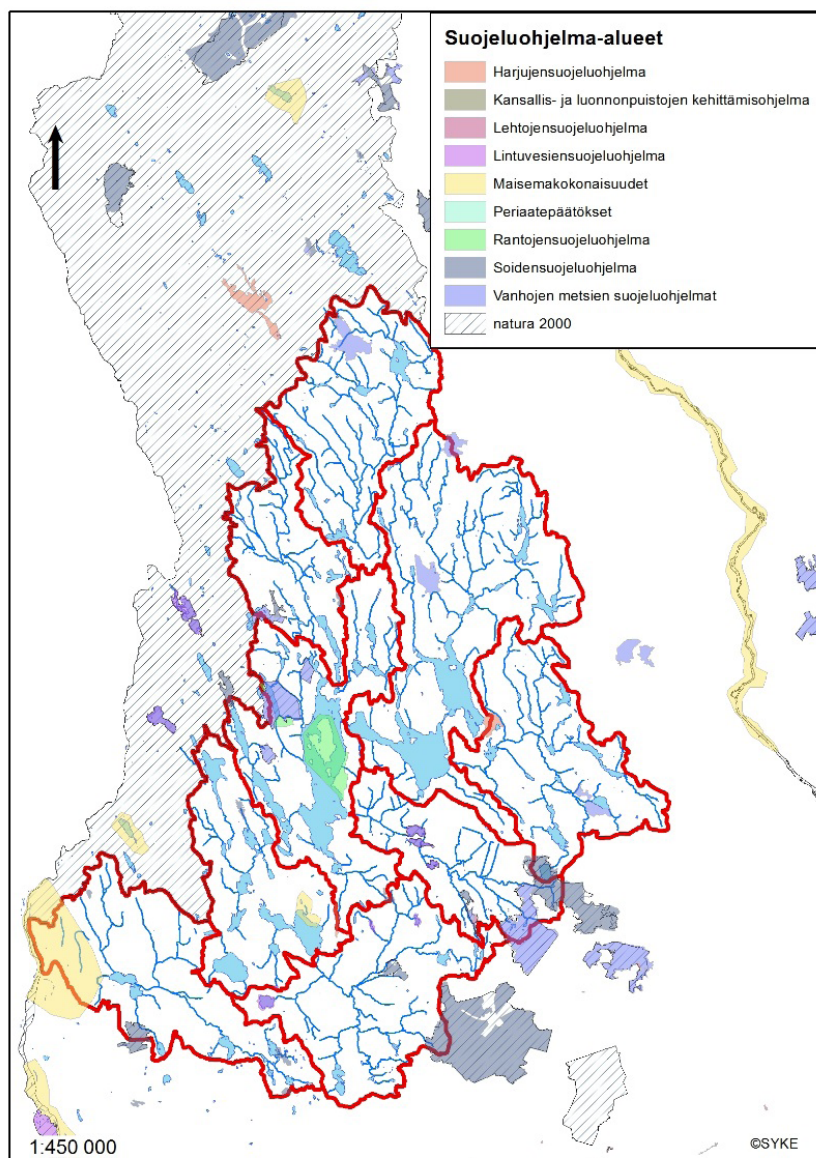 Suojeluohjelma-alueet
Harjujensuojeluohjelma
Kansallis- ja luonnonpuistojen kehittämisohjelma
Lehtojensuojeluohjelma
Lintuvesiensuojeluohjelma
Maisemakokonaisuudet
Periaatepäätökset
Rantojensuojeluohjelma
Soidensuojeluohjelma
Vanhojen metsien suojeluohjelmat
natura 2000
1:450 000
©SYKE